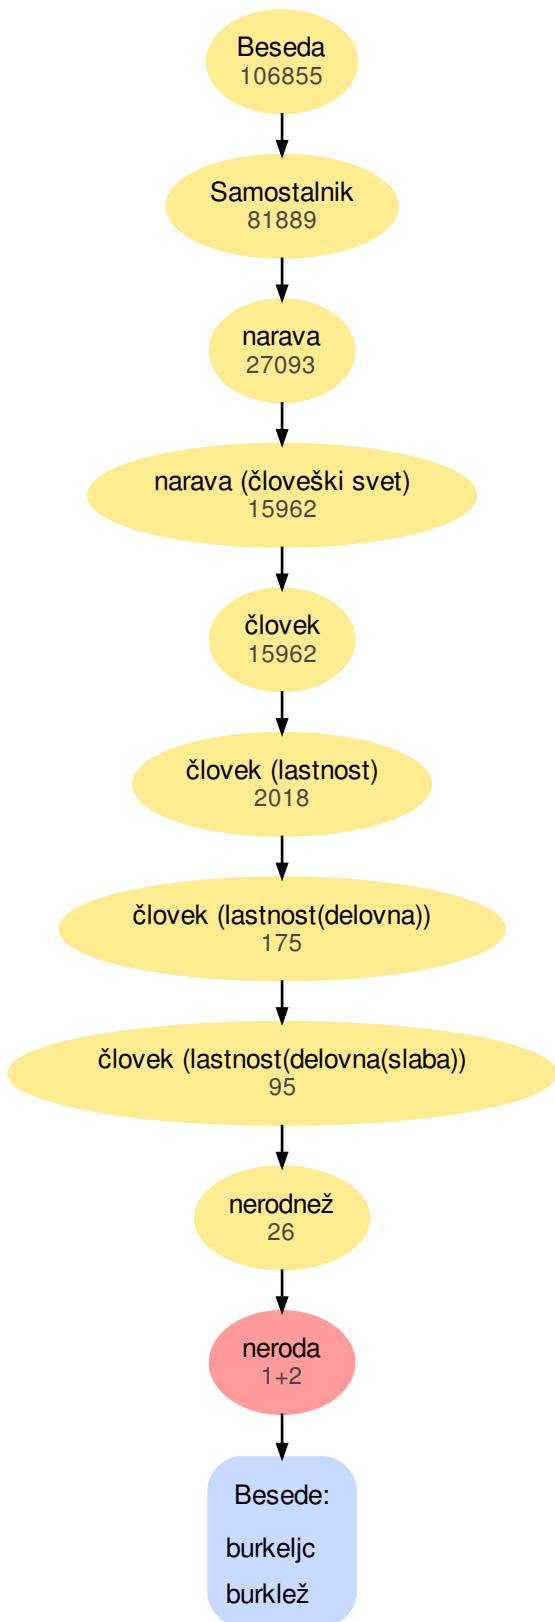 Beseda
106855
Samostalnik
81889
narava
27093
narava (človeški svet)
15962
človek
15962
človek (lastnost)
2018
človek (lastnost(delovna))
175
človek (lastnost(delovna(slaba))
95
nerodnež
26
neroda
1+2
Besede:
burkeljc
burklež